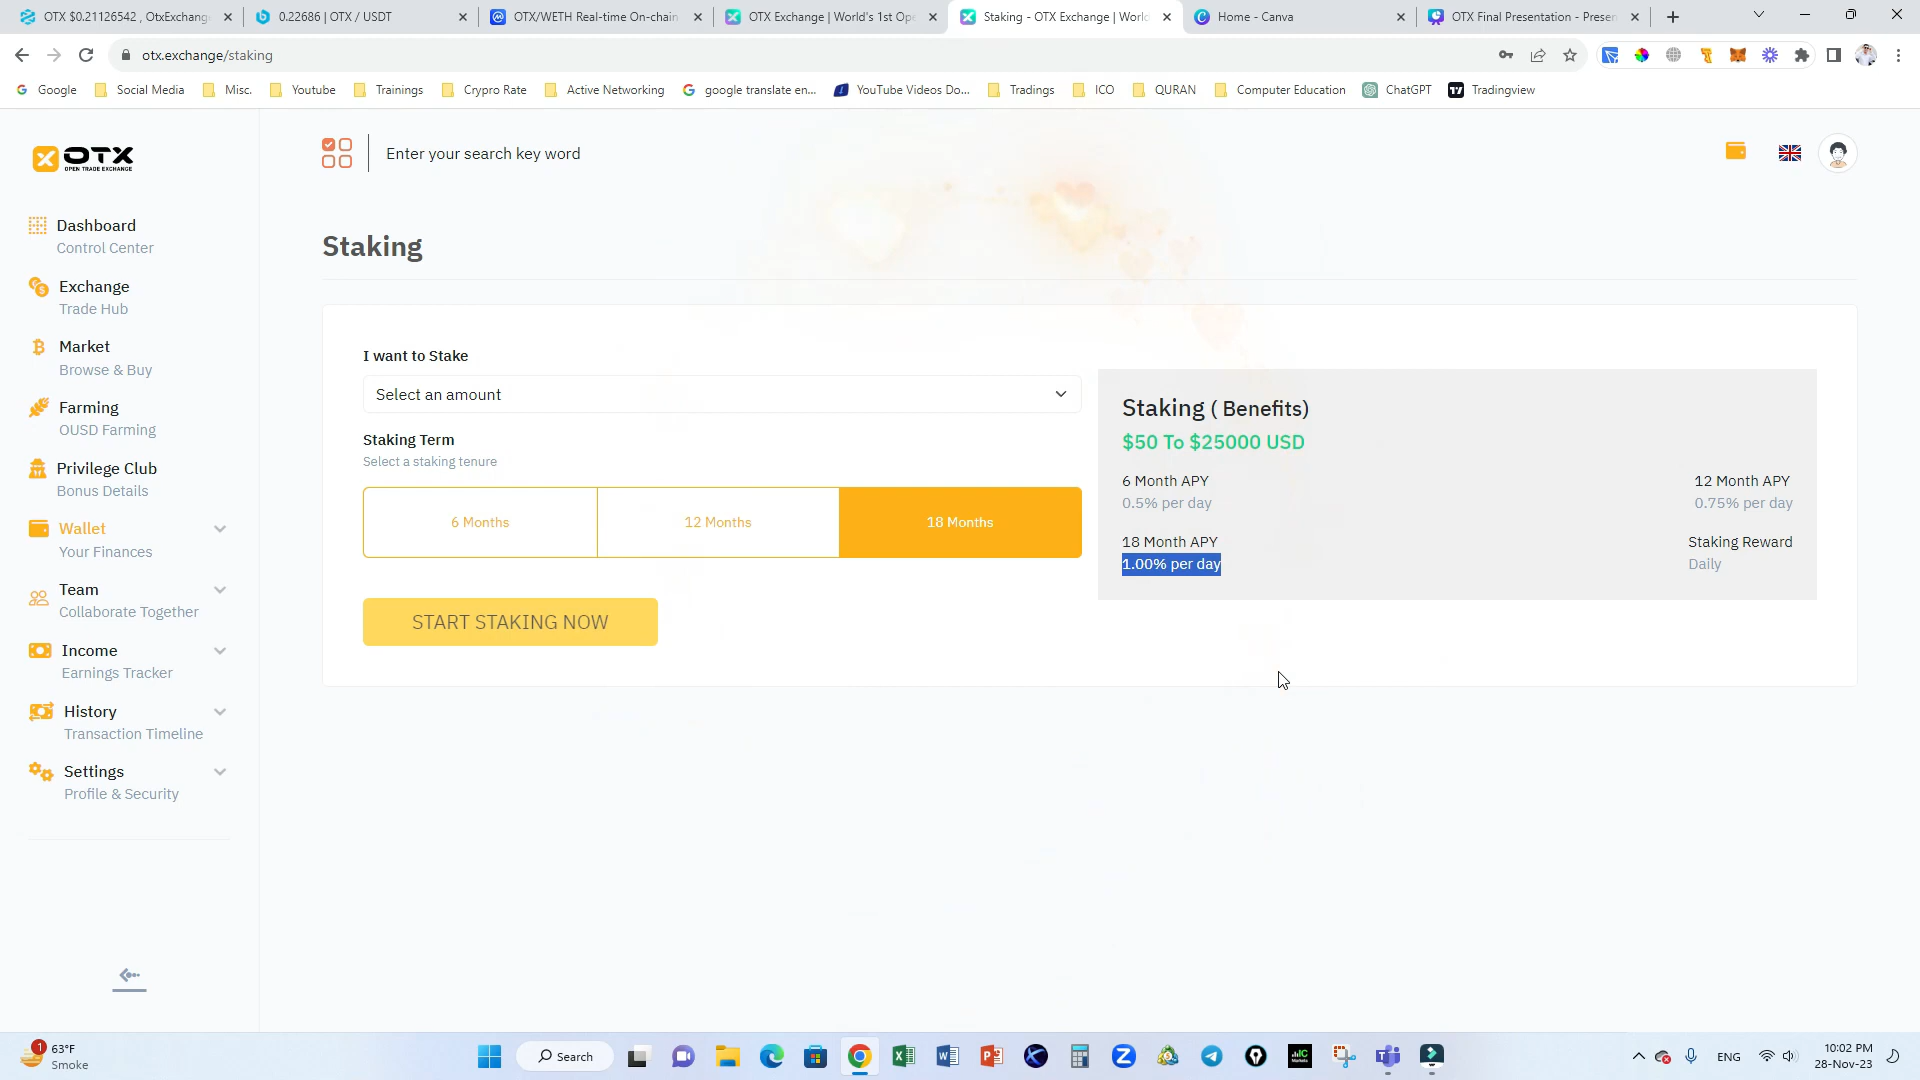 OTX $0.21126542 , OtxExchang
0.22686 | OTX / USDT
OTX/WETH Real-time On-chain
OTX Exchange | World's 1st Ope
Staking - OTX Exchange | World
Home - Canva
OTX Final Presentation - Presen
otx.exchange/staking
Google
Social Media
Misc.
Youtube
Trainings
Crypro Rate
Active Networking
google translate en...
YouTube Videos Do...
Tradings
ICO
QURAN
Computer Education
ChatGPT
Tradingview
OTX
OPEN TRADE EXCHANGE
Enter your search key word
Dashboard
Control Center
Exchange
Trade Hub
Market
Browse & Buy
Farming
OUSD Farming
Privilege Club
Bonus Details
Wallet
Your Finances
Team
Collaborate Together
Income
Earnings Tracker
History
Transaction Timeline
Settings
Profile & Security
Staking
I want to Stake
Select an amount
Staking Term
Select a staking tenure
6 Months
12 Months
18 Months
START STAKING NOW
Staking ( Benefits)
$50 To $25000 USD
6 Month APY
0.5% per day
12 Month APY
0.75% per day
18 Month APY
1.00% per day
Staking Reward
Daily
1
63°F
Smoke
Search
ENG
10:02 PM
28-Nov-23